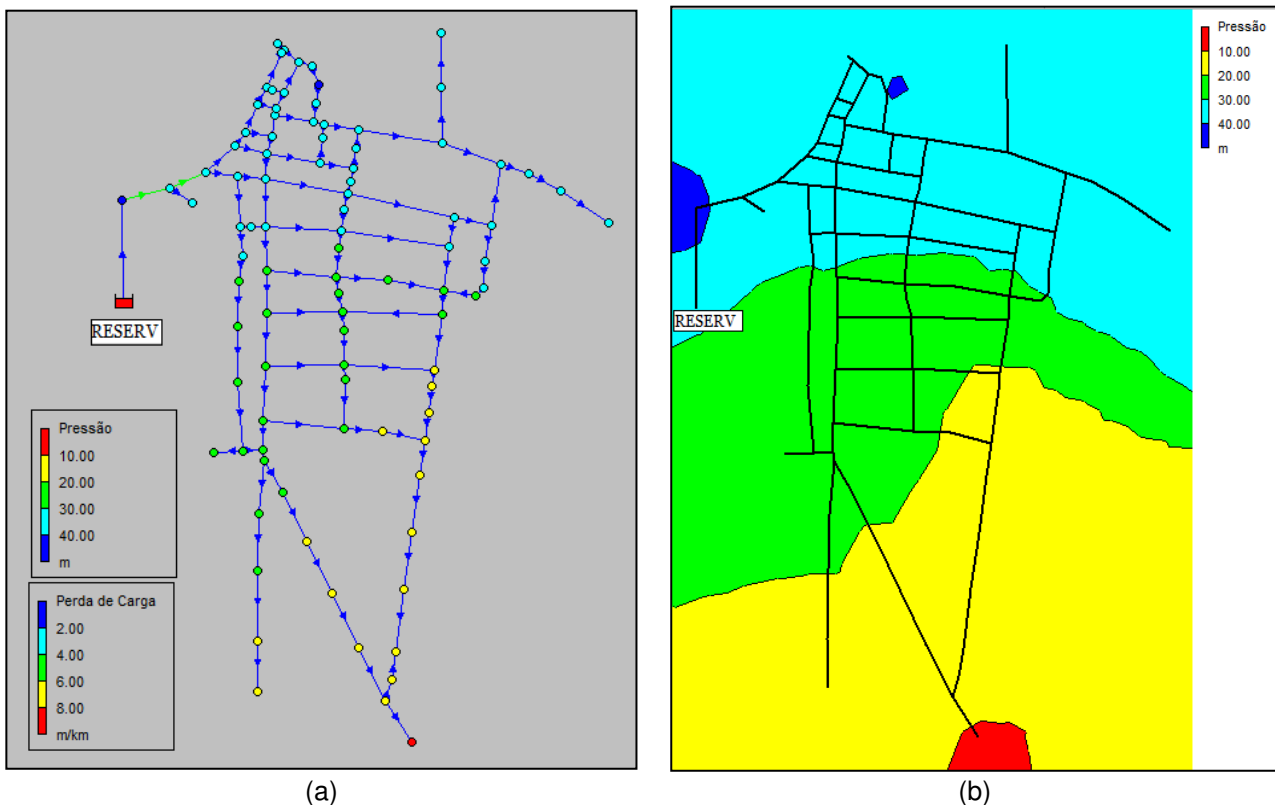 RESERV
Pressão
10.00
20.00
30.00
40.00
m
Perda de Carga
2.00
4.00
6.00
8.00
m/km
(a)
Pressão
10.00
20.00
30.00
40.00
m
RESERV
(b)